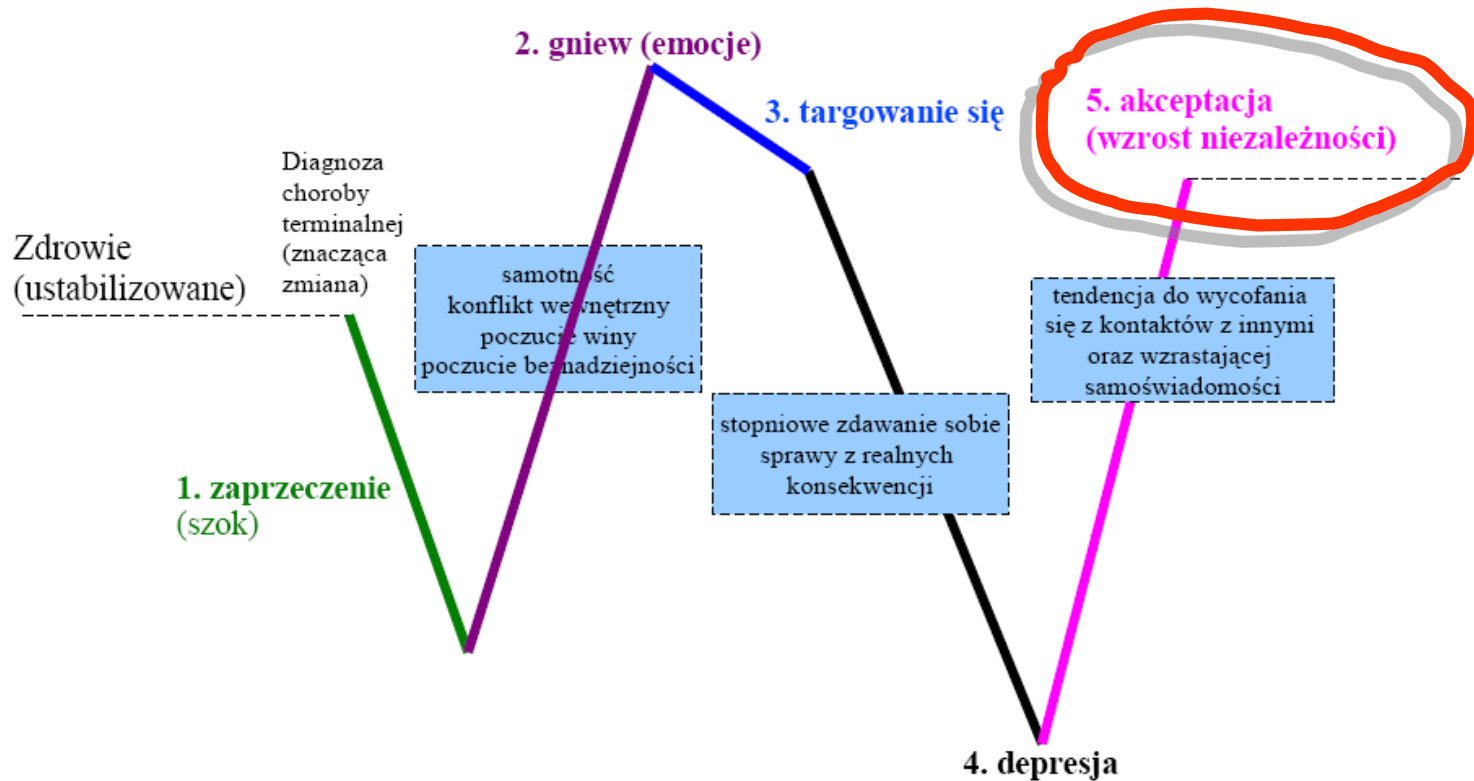 2. gniew (emocje)
3. targowanie się
5. akceptacja
(wzrost niezależności)
Diagnoza
choroby
terminalnej
(znacząca
zmiana)
Zdrowie
(ustabilizowane)
samotność
konflikt wewnętrzny
poczucie winy
poczucie beznadziejności
tendencja do wycofania
się z kontaktów z innymi
oraz wzrastającej
samoświadomości
stopniowe zdawanie sobie
sprawy z realnych
konsekwencji
1. zaprzeczenie
(szok)
4. depresja